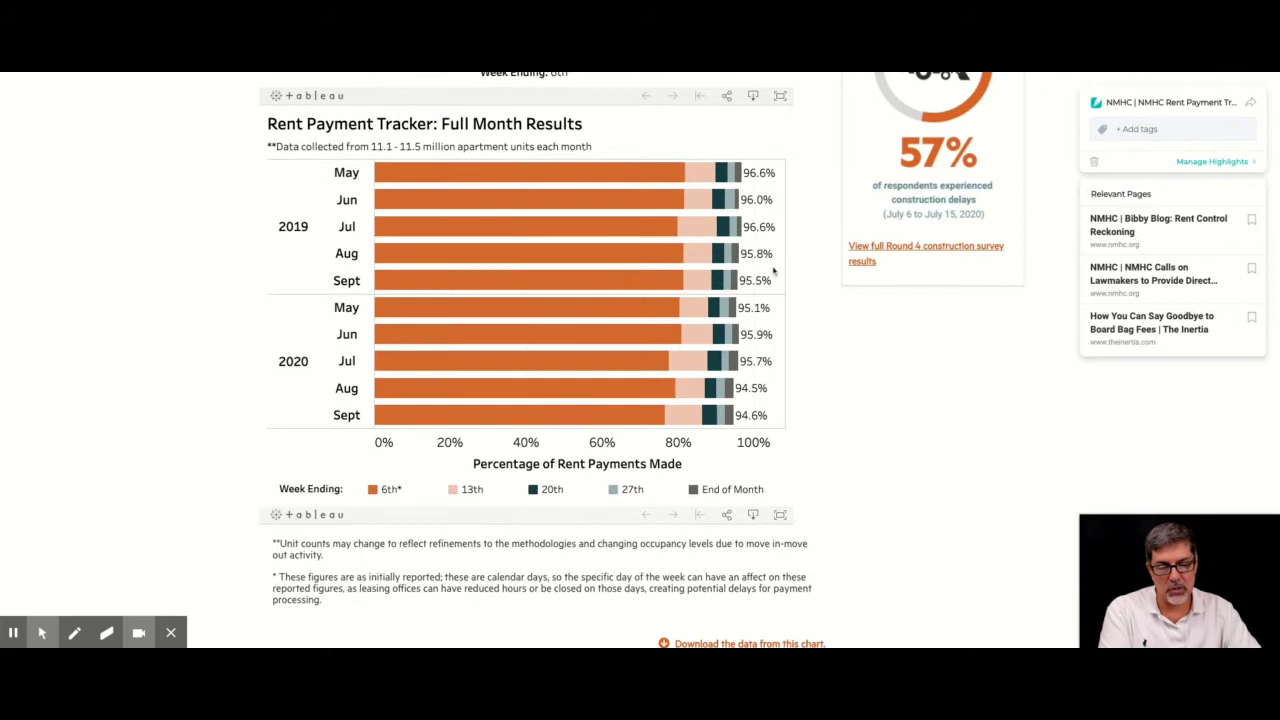 Week Ending: 6th
+ a b l e a u
Rent Payment Tracker: Full Month Results
**Data collected from 11.1 - 11.5 million apartment units each month
2019
May 96.6%
Jun 96.0%
Jul 96.6%
Aug 95.8%
Sept 95.5%
2020
May 95.1%
Jun 95.9%
Jul 95.7%
Aug 94.5%
Sept 94.6%
0% 20% 40% 60% 80% 100%
Percentage of Rent Payments Made
Week Ending: 6th* 13th 20th 27th End of Month
+ a b l e a u
**Unit counts may change to reflect refinements to the methodologies and changing occupancy levels due to move in-move
out activity.
* These figures are as initially reported; these are calendar days, so the specific day of the week can have an affect on these
reported figures, as leasing offices can have reduced hours or be closed on those days, creating potential delays for payment
processing.
Download the data from this chart.
57%
of respondents experienced
construction delays
(July 6 to July 15, 2020)
View full Round 4 construction survey
results
NMHC | NMHC Rent Payment Tr...
+ Add tags
Manage Highlights >
Relevant Pages
NMHC | Bibby Blog: Rent Control
Reckoning
www.nmhc.org
NMHC | NMHC Calls on
Lawmakers to Provide Direct...
www.nmhc.org
How You Can Say Goodbye to
Board Bag Fees | The Inertia
www.theinertia.com